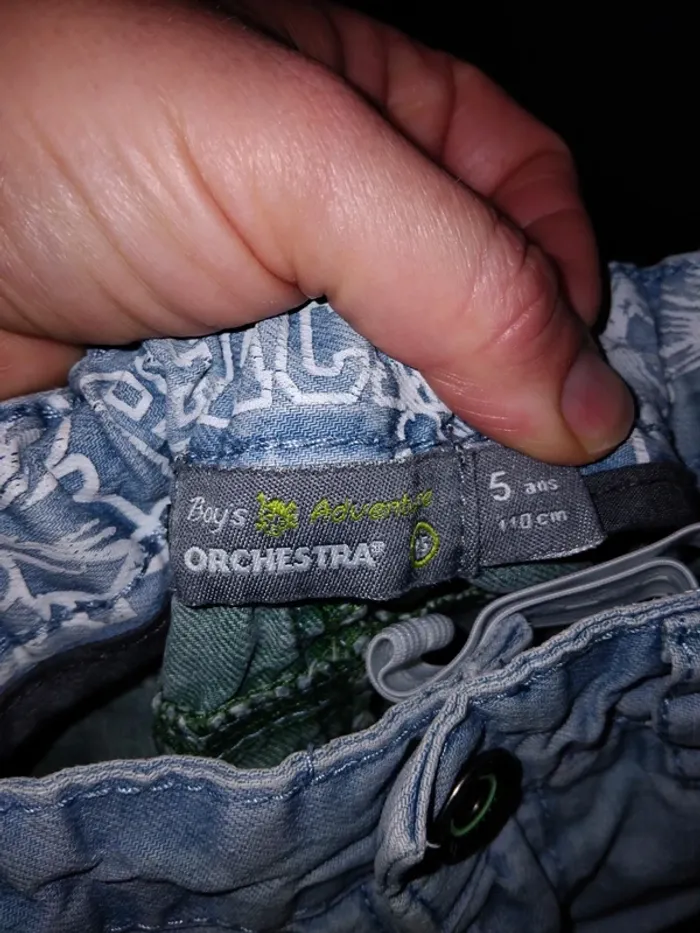 Boy's Adventure
ORCHESTRA®
5 ans
110 cm